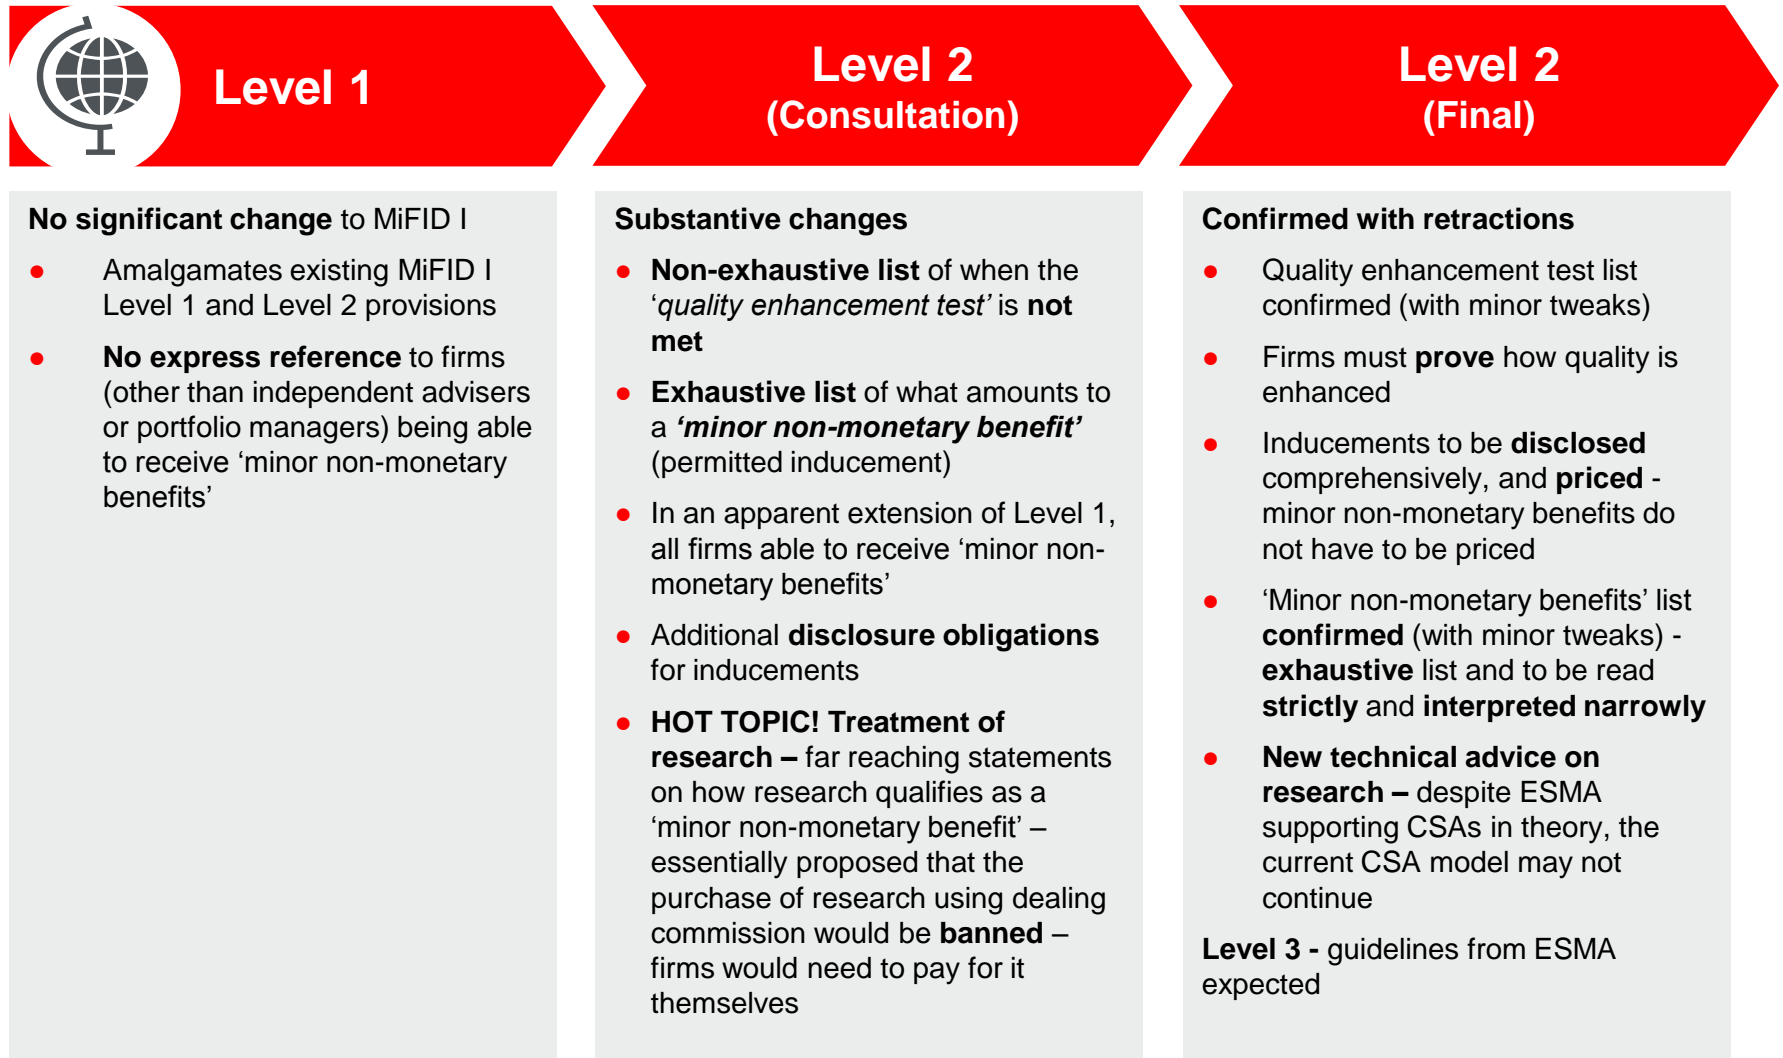 Level 1
Level 2
(Consultation)
Level 2
(Final)
No significant change to MiFID I
● Amalgamates existing MiFID I
Level 1 and Level 2 provisions
● No express reference to firms
(other than independent advisers
or portfolio managers) being able
to receive ‘minor non-monetary
benefits’
Substantive changes
● Non-exhaustive list of when the
‘quality enhancement test’ is not
met
● Exhaustive list of what amounts to
a ‘minor non-monetary benefit’
(permitted inducement)
● In an apparent extension of Level 1,
all firms able to receive ‘minor non-
monetary benefits’
● Additional disclosure obligations
for inducements
● HOT TOPIC! Treatment of
research – far reaching statements
on how research qualifies as a
‘minor non-monetary benefit’ –
essentially proposed that the
purchase of research using dealing
commission would be banned –
firms would need to pay for it
themselves
Confirmed with retractions
● Quality enhancement test list
confirmed (with minor tweaks)
● Firms must prove how quality is
enhanced
● Inducements to be disclosed
comprehensively, and priced -
minor non-monetary benefits do
not have to be priced
● ‘Minor non-monetary benefits’ list
confirmed (with minor tweaks) -
exhaustive list and to be read
strictly and interpreted narrowly
● New technical advice on
research – despite ESMA
supporting CSAs in theory, the
current CSA model may not
continue
Level 3 - guidelines from ESMA
expected